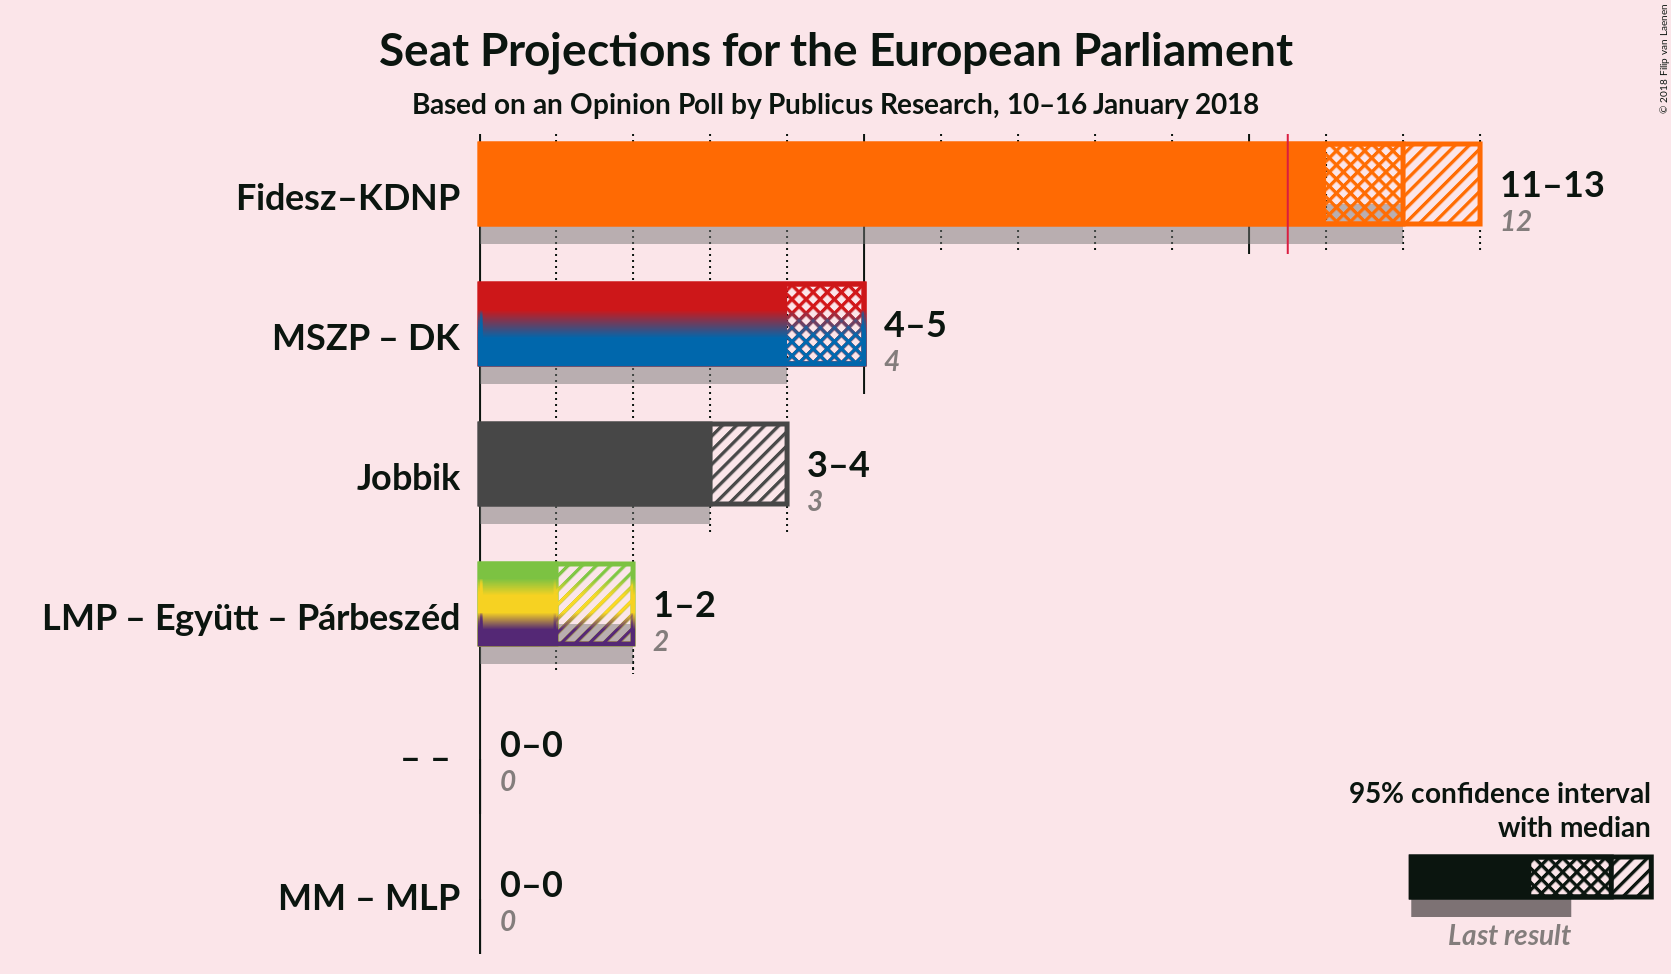 Seat Projections for the European Parliament
Based on an Opinion Poll by Publicus Research, 10–16 January 2018
© 2018 Filip van Laenen
Fidesz–KDNP
11–13
12
MSZP – DK
4–5
4
Jobbik
3–4
3
LMP – Együtt – Párbeszéd
1–2
2
– –
0–0
0
MM – MLP
0–0
0
95% confidence interval
with median
Last result